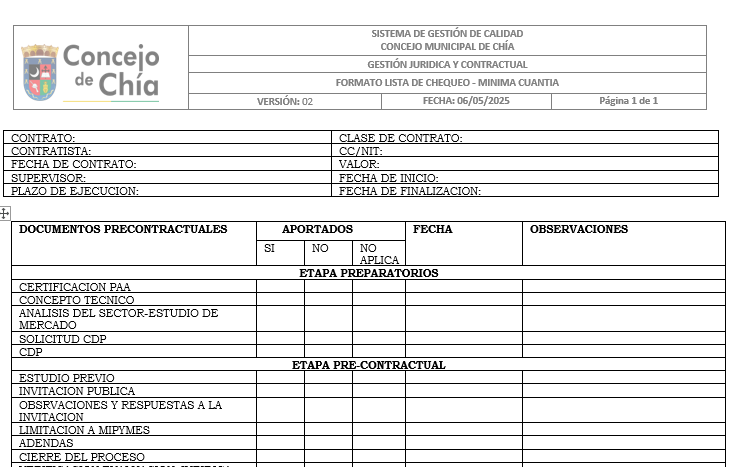 Concejo
de Chía
SISTEMA DE GESTIÓN DE CALIDAD
CONCEJO MUNICIPAL DE CHÍA
GESTIÓN JURIDICA Y CONTRACTUAL
FORMATO LISTA DE CHEQUEO - MINIMA CUANTIA
VERSIÓN: 02 FECHA: 06/05/2025 Página 1 de 1
CONTRATO: CLASE DE CONTRATO:
CONTRATISTA: CC/NIT:
FECHA DE CONTRATO: VALOR:
SUPERVISOR: FECHA DE INICIO:
PLAZO DE EJECUCION: FECHA DE FINALIZACION:
DOCUMENTOS PRECONTRACTUALES APORTADOS FECHA OBSERVACIONES
SI NO NO
APLICA
ETAPA PREPARATORIOS
CERTIFICACION PAA
CONCEPTO TECNICO
ANALISIS DEL SECTOR-ESTUDIO DE
MERCADO
SOLICITUD CDP
CDP
ETAPA PRE-CONTRACTUAL
ESTUDIO PREVIO
INVITACION PUBLICA
OBSRVACIONES Y RESPUESTAS A LA
INVITACION
LIMITACION A MIPYMES
ADENDAS
CIERRE DEL PROCESO